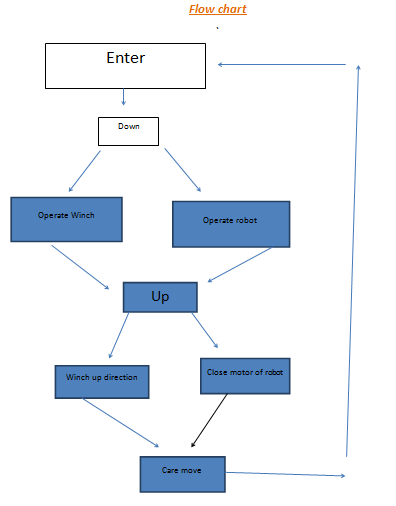 Flow chart
Enter
Down
Operate Winch
Operate robot
Up
Winch up direction
Close motor of robot
Care move